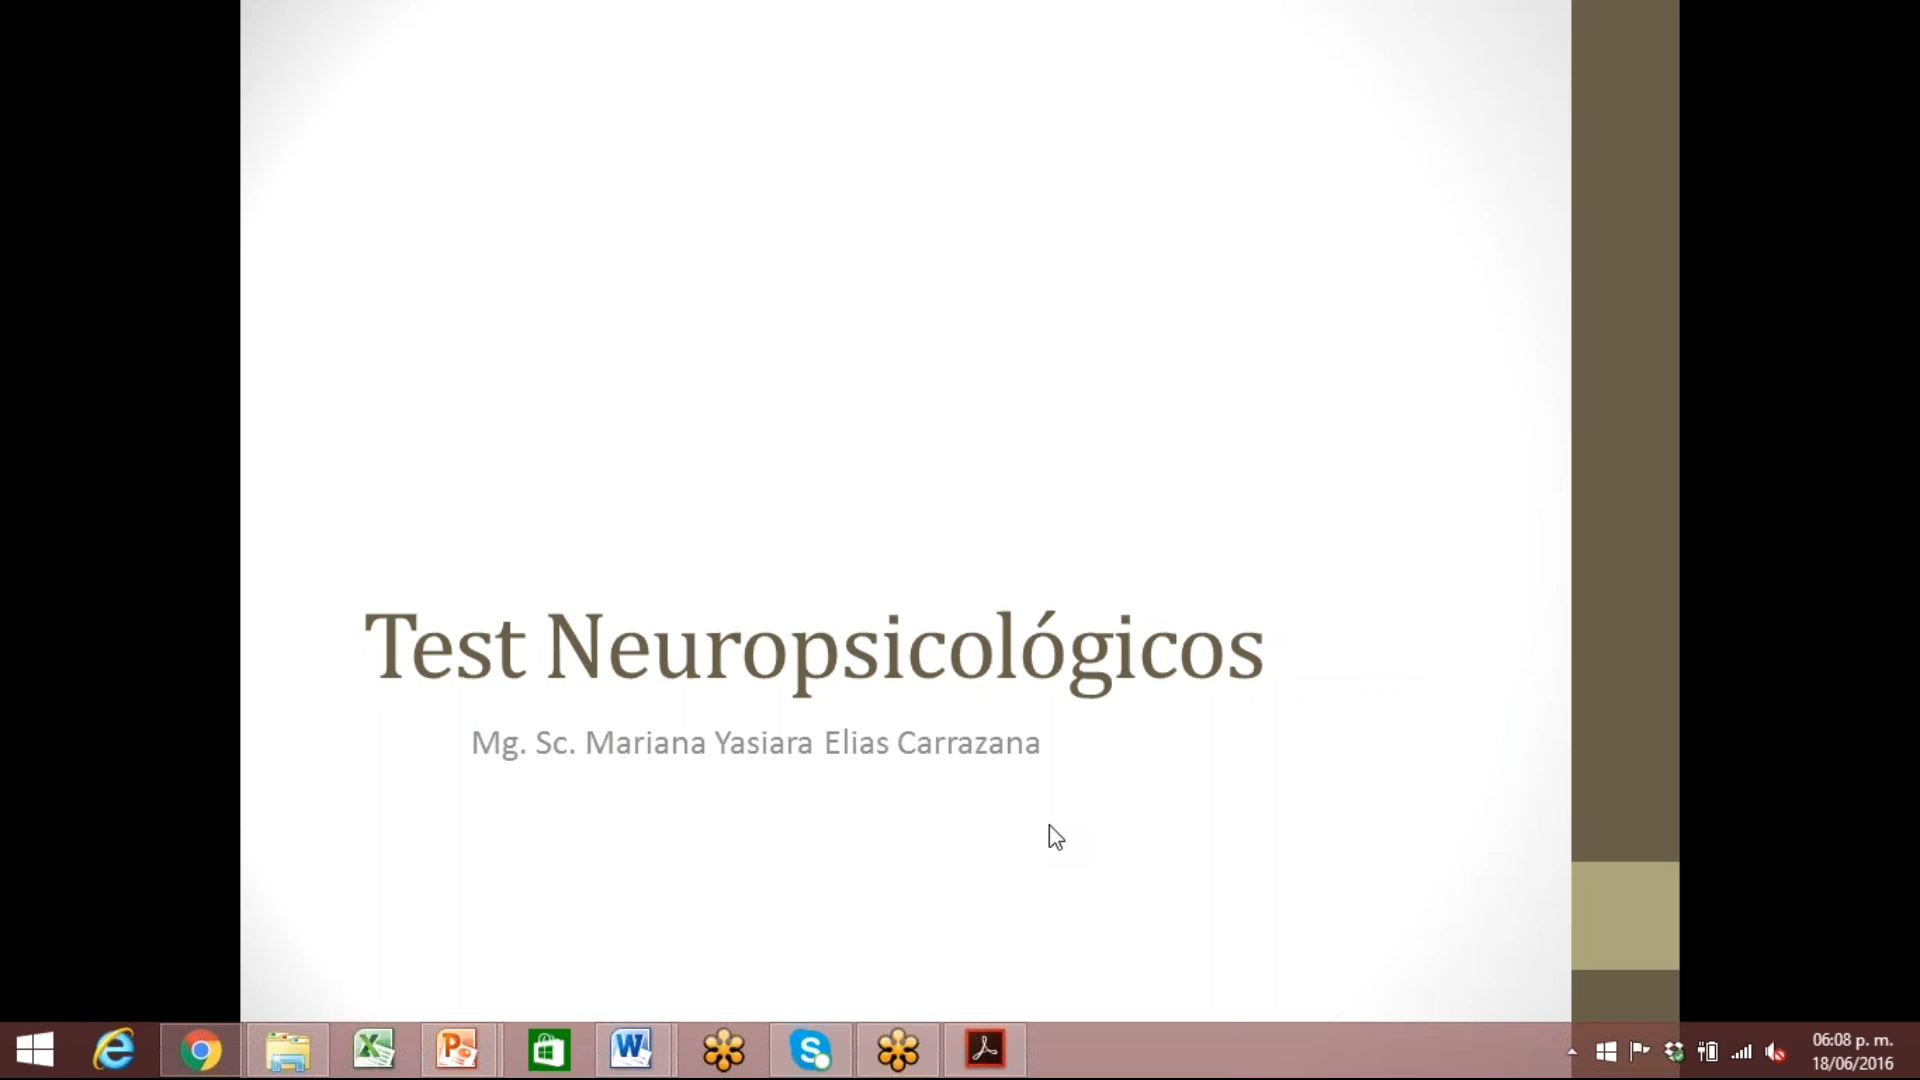 Test Neuropsicológicos
Mg. Sc. Mariana Yasiara Elias Carrazana
06:08 p. m.
18/06/2016